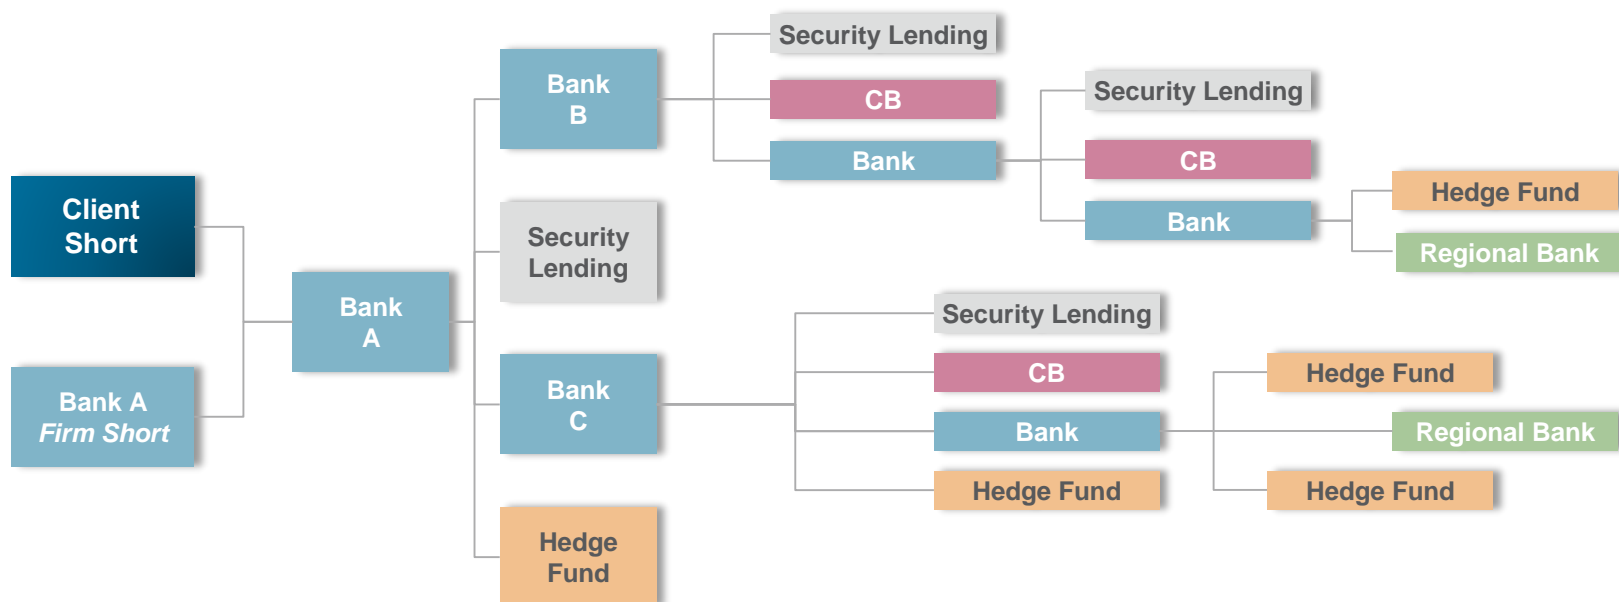 Client
Short
Bank A
Firm Short
Bank
A
Bank
B
Security
Lending
Bank
C
Hedge
Fund
Security Lending
CB
Bank
Security Lending
CB
Bank
Hedge Fund
Regional Bank
Security Lending
CB
Bank
Hedge Fund
Hedge Fund
Regional Bank
Hedge Fund